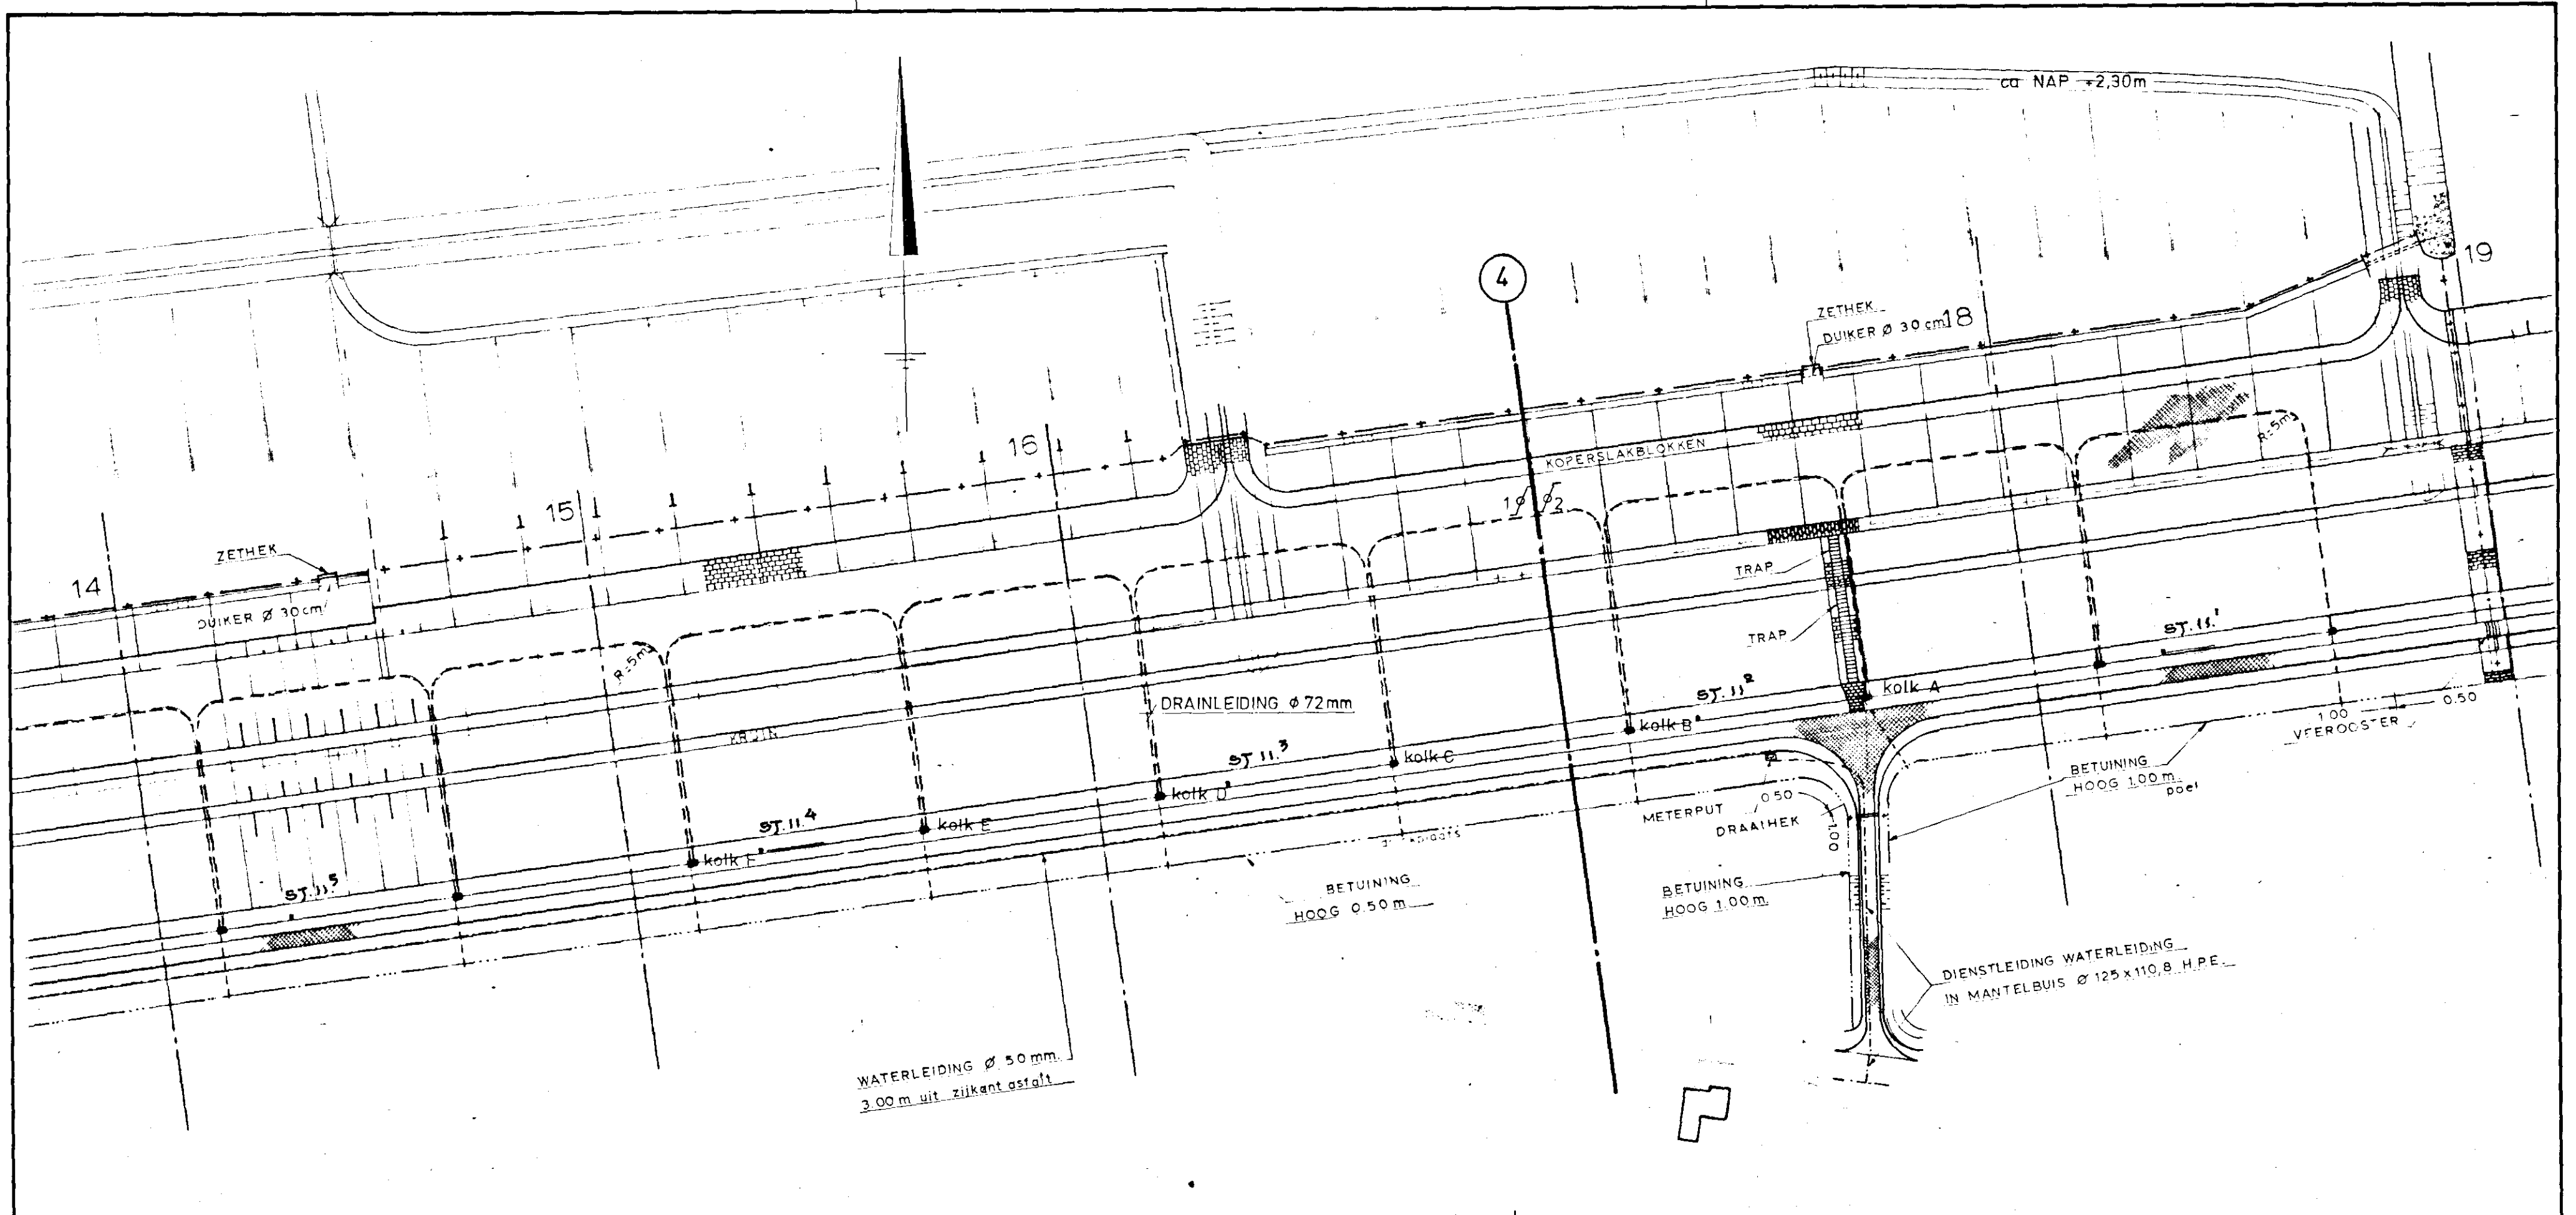 ca NAP +2,30m
19
4
ZETHEK
DUIKER Ø 30 cm
18
16
KOPERSLAKBLOKKEN
R=5m
15
ZETHEK
14
DUIKER Ø 30cm
TRAP
TRAP
R=5m
ST.11.1
kolk A
ST.11²
kolk B
DRAINLEIDING Ø 72mm
KRUIN
ST 11.3
kolk C
1.00
0.50
VEEROOSTER
BETUINING
HOOG 1.00 m.
poel
kolk D
0.50
METERPUT
DRAAIHEK
1.00
ST.11.4
kolk E
kolk F
ST.11.5
BETUINING
HOOG 0.50 m
BETUINING
HOOG 1.00 m.
DIENSTLEIDING WATERLEIDING
IN MANTELBUIS Ø 125 x 110,8 H.P.E.
WATERLEIDING Ø 50 mm.
3.00 m uit zijkant asfalt